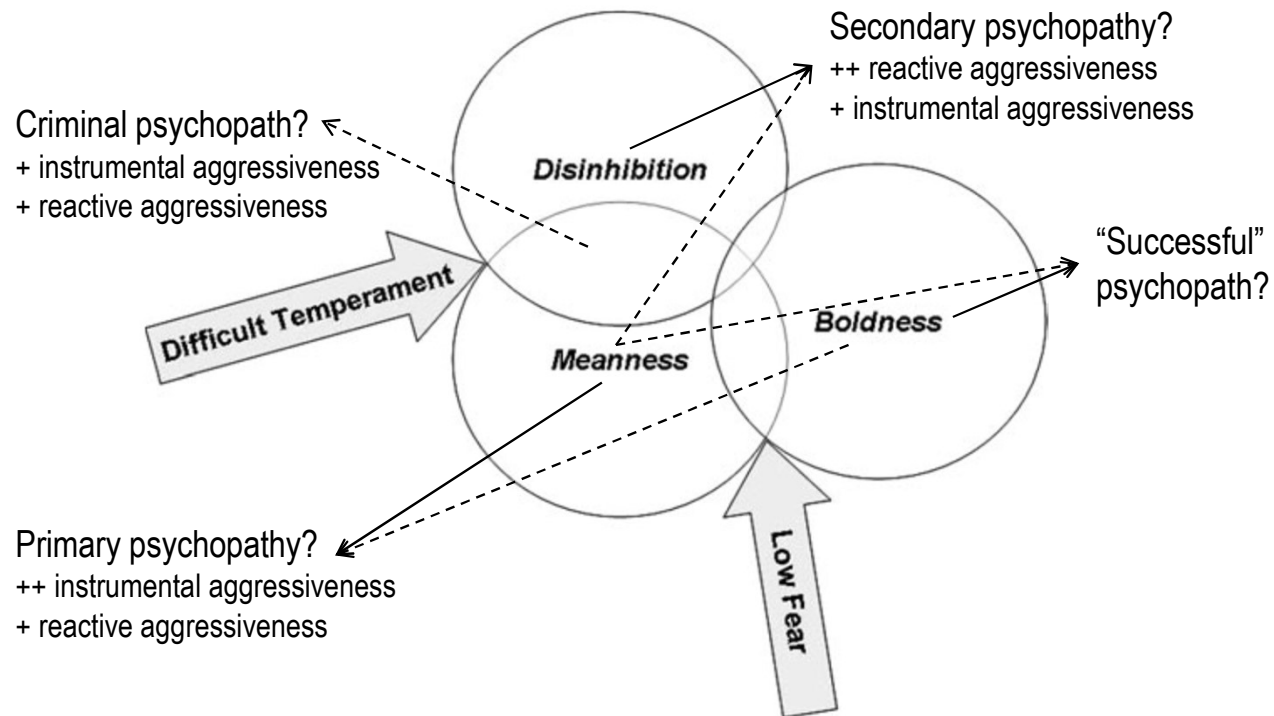 Secondary psychopathy?
++ reactive aggressiveness
+ instrumental aggressiveness
Criminal psychopath?
+ instrumental aggressiveness
+ reactive aggressiveness
Disinhibition
“Successful”
psychopath?
Difficult Temperament
Boldness
Meanness
Primary psychopathy?
++ instrumental aggressiveness
+ reactive aggressiveness
Low Fear